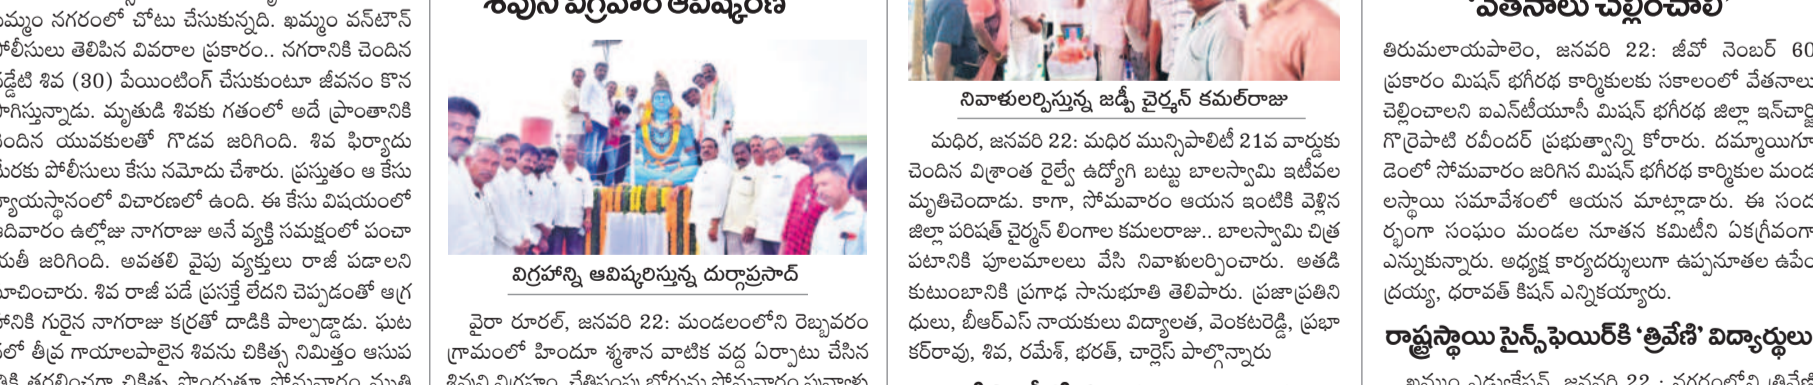 నగరంలో చోటు చేసుకున్నది. ఖమ్మం వన్‌టౌన్
తెలిపిన వివరాల ప్రకారం.. నగరానికి చెందిన
శివ (30) పేయింటింగ్ చేసుకుంటూ జీవనం కొన
మృతుడి శివకు గతంలో అదే ప్రాంతానికి
యువకులతో గొడవ జరిగింది. శివ ఫిర్యాదు
పోలీసులు కేసు నమోదు చేశారు. ప్రస్తుతం ఆ కేసు
విచారణలో ఉంది. ఈ కేసు విషయంలో
ఉల్లోజు నాగరాజు అనే వ్యక్తి సమక్షంలో పంచా
జరిగింది. అవతలి వైపు వ్యక్తులు రాజీ పడాలని
శివ రాజీ పడే ప్రసక్తే లేదని చెప్పడంతో ఆగ్ర
గురైన నాగరాజు కర్రతో దాడికి పాల్పడ్డాడు. ఘట
తీవ్ర గాయాలపాలైన శివను చికిత్స నిమిత్తం ఆసుప
శివుని విగ్రహం ఆవిష్కరణ
విగ్రహాన్ని ఆవిష్కరిస్తున్న దుర్గాప్రసాద్
వైరా రూరల్, జనవరి 22: మండలంలోని రెబ్బవరం
గ్రామంలో హిందూ శ్మశాన వాటిక వద్ద ఏర్పాటు చేసిన
నివాళులర్పిస్తున్న జడ్పీ చైర్మన్ కమల్‌రాజు
మధిర, జనవరి 22: మధిర మున్సిపాలిటీ 21వ వార్డుకు
చెందిన విశ్రాంత రైల్వే ఉద్యోగి బట్టు బాలస్వామి ఇటీవల
మృతిచెందాడు. కాగా, సోమవారం ఆయన ఇంటికి వెళ్లిన
జిల్లా పరిషత్ చైర్మన్ లింగాల కమలరాజు.. బాలస్వామి చిత్ర
పటానికి పూలమాలలు వేసి నివాళులర్పించారు. అతడి
కుటుంబానికి ప్రగాఢ సానుభూతి తెలిపారు. ప్రజాప్రతిని
ధులు, బీఆర్ఎస్ నాయకులు విద్యాలత, వెంకటరెడ్డి, ప్రభా
కర్‌రావు, శివ, రమేశ్, భరత్, చార్లెస్ పాల్గొన్నారు
‘వేతనాలు చెల్లించాలి’
తిరుమలాయపాలెం, జనవరి 22: జీవో నెంబర్ 60
ప్రకారం మిషన్ భగీరథ కార్మికులకు సకాలంలో వేతనాలు
చెల్లించాలని ఐఎన్‌టీయూసీ మిషన్ భగీరథ జిల్లా ఇన్‌చార్జి
గొర్రెపాటి రవీందర్ ప్రభుత్వాన్ని కోరారు. దమ్మాయిగూ
డెంలో సోమవారం జరిగిన మిషన్ భగీరథ కార్మికుల మండ
లస్థాయి సమావేశంలో ఆయన మాట్లాడారు. ఈ సంద
ర్భంగా సంఘం మండల నూతన కమిటీని ఏకగ్రీవంగా
ఎన్నుకున్నారు. అధ్యక్ష కార్యదర్శులుగా ఉప్పనూతల ఉపేం
ద్రయ్య, ధరావత్ కిషన్ ఎన్నికయ్యారు.
రాష్ట్రస్థాయి సైన్స్‌ఫెయిర్‌కి ‘త్రివేణి’ విద్యార్థులు